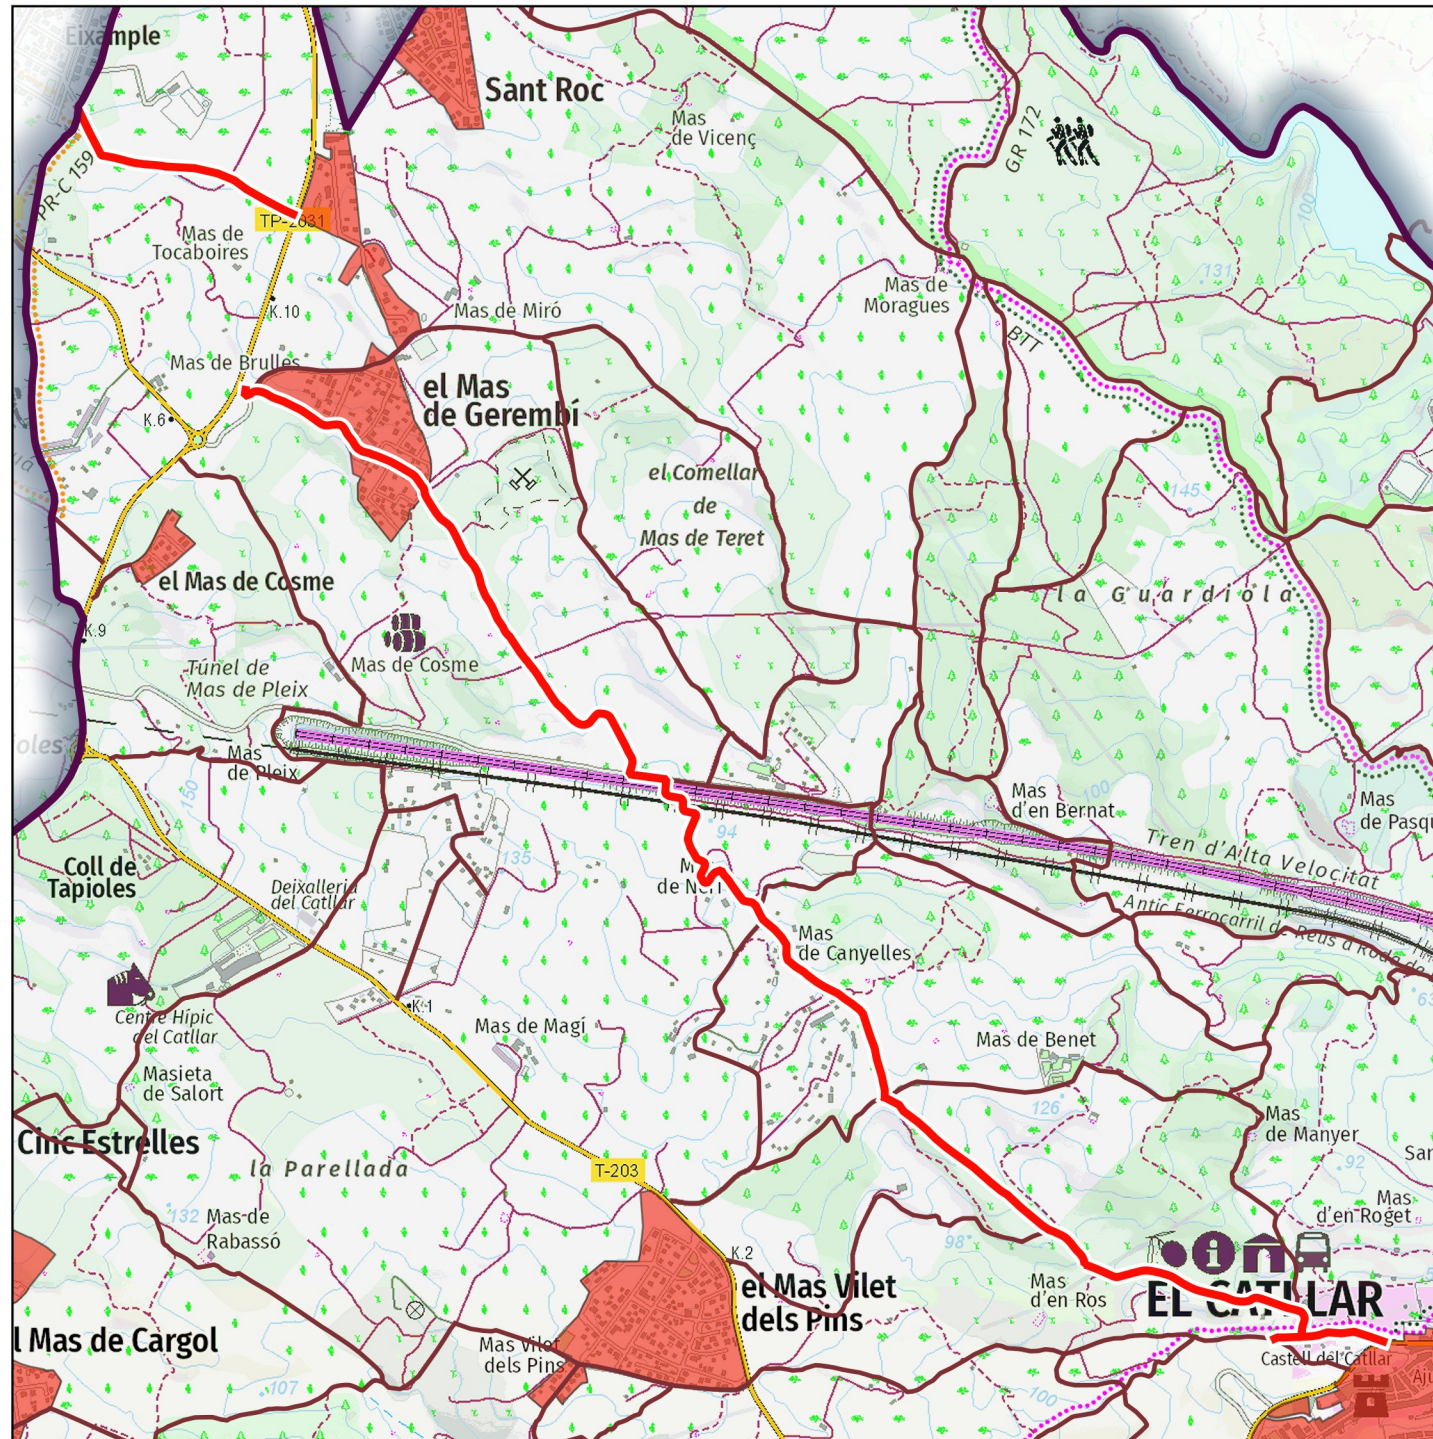 Eixample
Sant Roc
Mas
de Vicenç
GR 172
PR-C 159
TP-2031
Mas de
Tocaboires
100
131
K.10
Mas de Miró
Mas de
Moragues
BTT
Mas de Brulles
el Mas
de Gerembí
K.6
el Comellar
de
Mas de Teret
145
el Mas de Cosme
la Guardiola
K.9
Mas de Cosme
Túnel de
Mas de Pleix
Mas
de Pleix
150
Mas
d'en Bernat
100
Mas
de Pasqu
94
Tren d'Alta Velocitat
135
Coll de
Tapioles
Deixalleria
del Catllar
Antic Ferrocarril de Reus a Roda de
Mas
de Canyelles
63
K.1
Centre Hípic
del Catllar
Mas de Magí
Mas de Benet
Masieta
de Salort
126
Mas
de Manyer
Cinc Estrelles
la Parellada
T-203
92
San
132
Mas de
Rabassó
Mas
d'en Roget
98
K.2
el Mas Vilet
dels Pins
Mas
d'en Ros
EL CATLLAR
l Mas de Cargol
Mas Vilet
dels Pins
Castell del Catllar
Aju
107
100